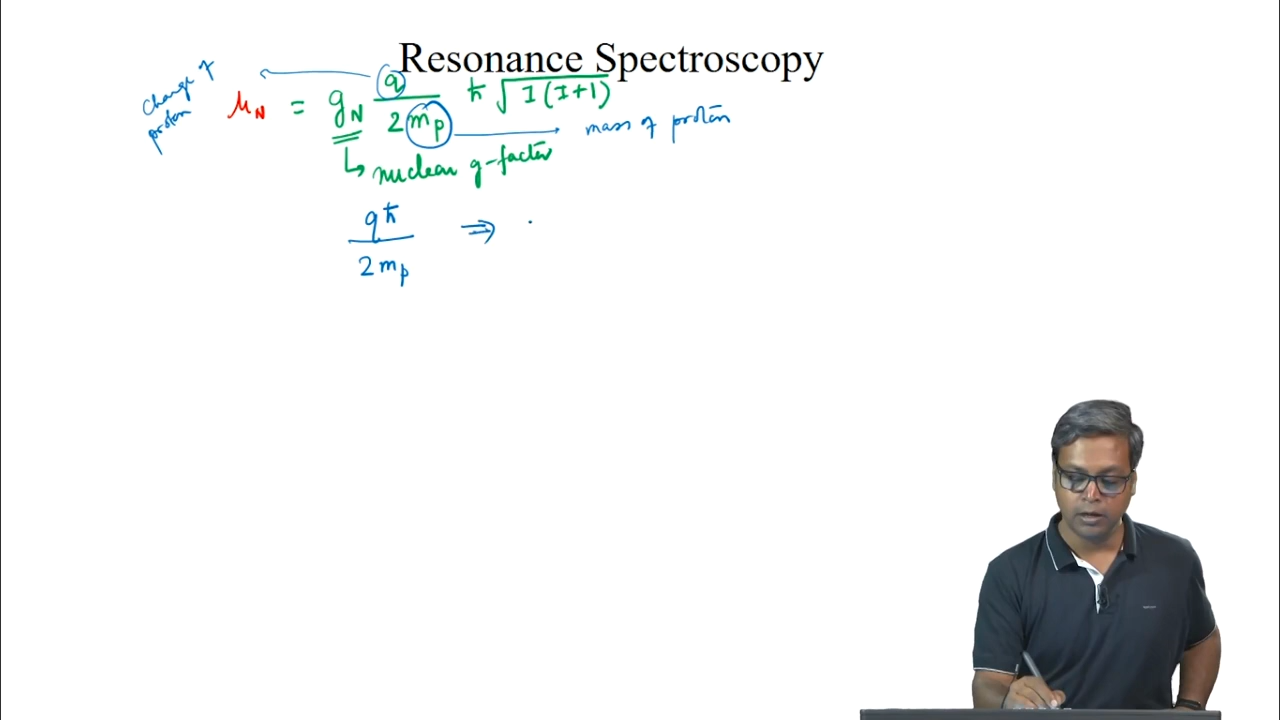 Resonance Spectroscopy
charge of proton
μN = gN q/2mp ħ √I(I+1)
mass of proton
↳ nuclear g-factor
qħ/2mp ⇒